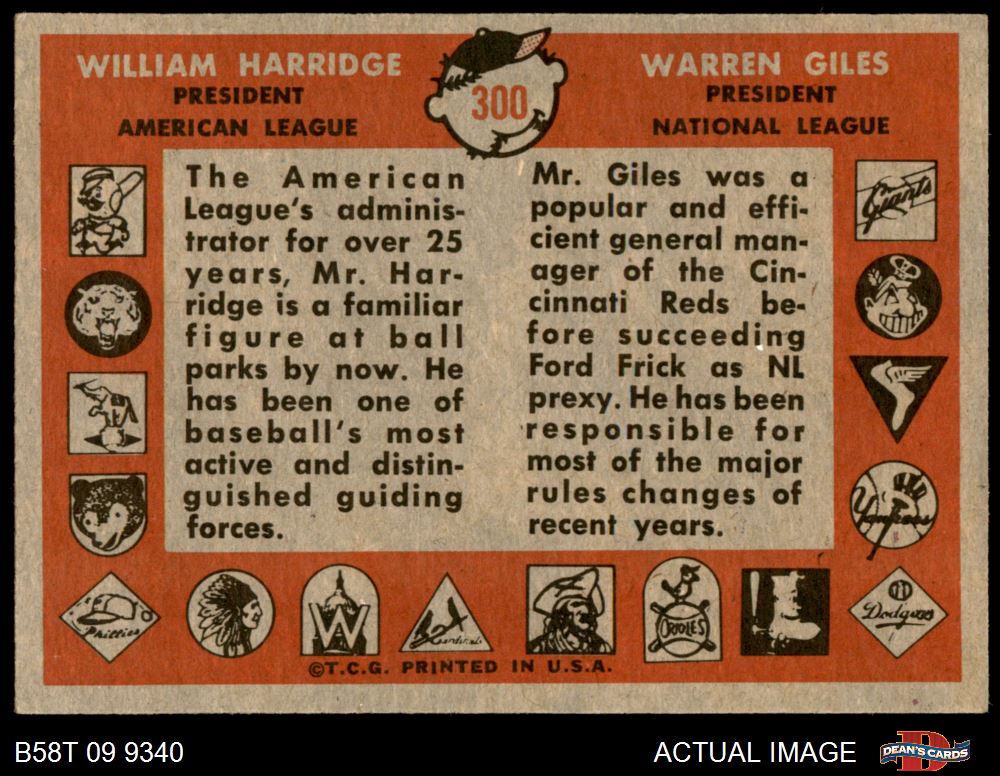 WILLIAM HARRIDGE
PRESIDENT
AMERICAN LEAGUE
300
WARREN GILES
PRESIDENT
NATIONAL LEAGUE
The American
League's adminis-
trator for over 25
years, Mr. Har-
ridge is a familiar
figure at ball
parks by now. He
has been one of
baseball's most
active and distin-
guished guiding
forces.
Mr. Giles was a
popular and effi-
cient general man-
ager of the Cin-
cinnati Reds be-
fore succeeding
Ford Frick as NL
prexy. He has been
responsible for
most of the major
rules changes of
recent years.
Giants
Yankees
Phillies
W
Cardinals
ORIOLES
Dodgers
©T.C.G. PRINTED IN U.S.A.
B58T 09 9340
ACTUAL IMAGE
D
DEAN'S CARDS